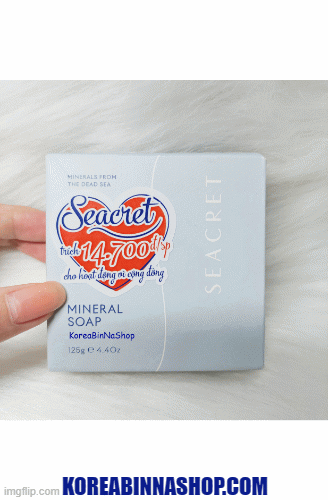 MINERALS FROM
THE DEAD SEA
Seacret
trích 14.700đ/sp
cho hoạt động vì cộng đồng
SEACRET
MINERAL
SOAP
KoreaBinNaShop
125g e 4.4Oz
imgflip.com
KOREABINNASHOP.COM